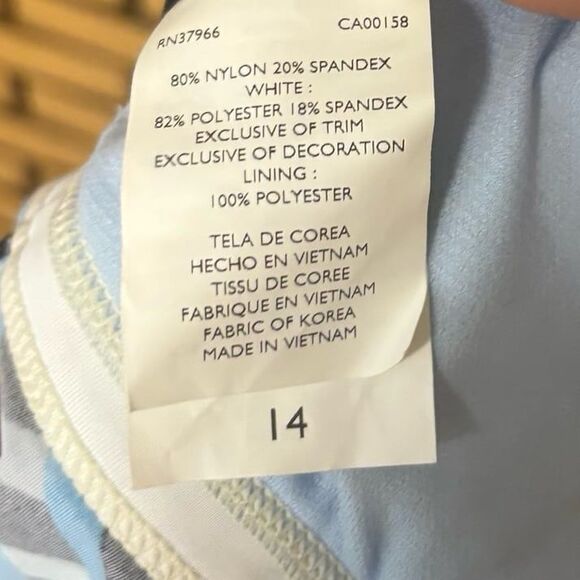 RN37966 CA00158
80% NYLON 20% SPANDEX
WHITE :
82% POLYESTER 18% SPANDEX
EXCLUSIVE OF TRIM
EXCLUSIVE OF DECORATION
LINING :
100% POLYESTER
TELA DE COREA
HECHO EN VIETNAM
TISSU DE COREE
FABRIQUE EN VIETNAM
FABRIC OF KOREA
MADE IN VIETNAM
14